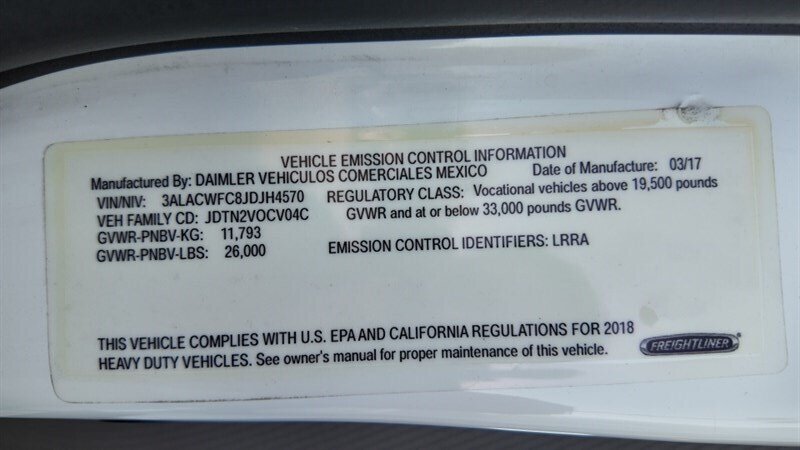 VEHICLE EMISSION CONTROL INFORMATION
Manufactured By: DAIMLER VEHICULOS COMERCIALES MEXICO Date of Manufacture: 03/17
VIN/NIV: 3ALACWFC8JDJH4570 REGULATORY CLASS: Vocational vehicles above 19,500 pounds
VEH FAMILY CD: JDTN2VOCV04C GVWR and at or below 33,000 pounds GVWR.
GVWR-PNBV-KG: 11,793
GVWR-PNBV-LBS: 26,000 EMISSION CONTROL IDENTIFIERS: LRRA
THIS VEHICLE COMPLIES WITH U.S. EPA AND CALIFORNIA REGULATIONS FOR 2018
HEAVY DUTY VEHICLES. See owner's manual for proper maintenance of this vehicle.
FREIGHTLINER